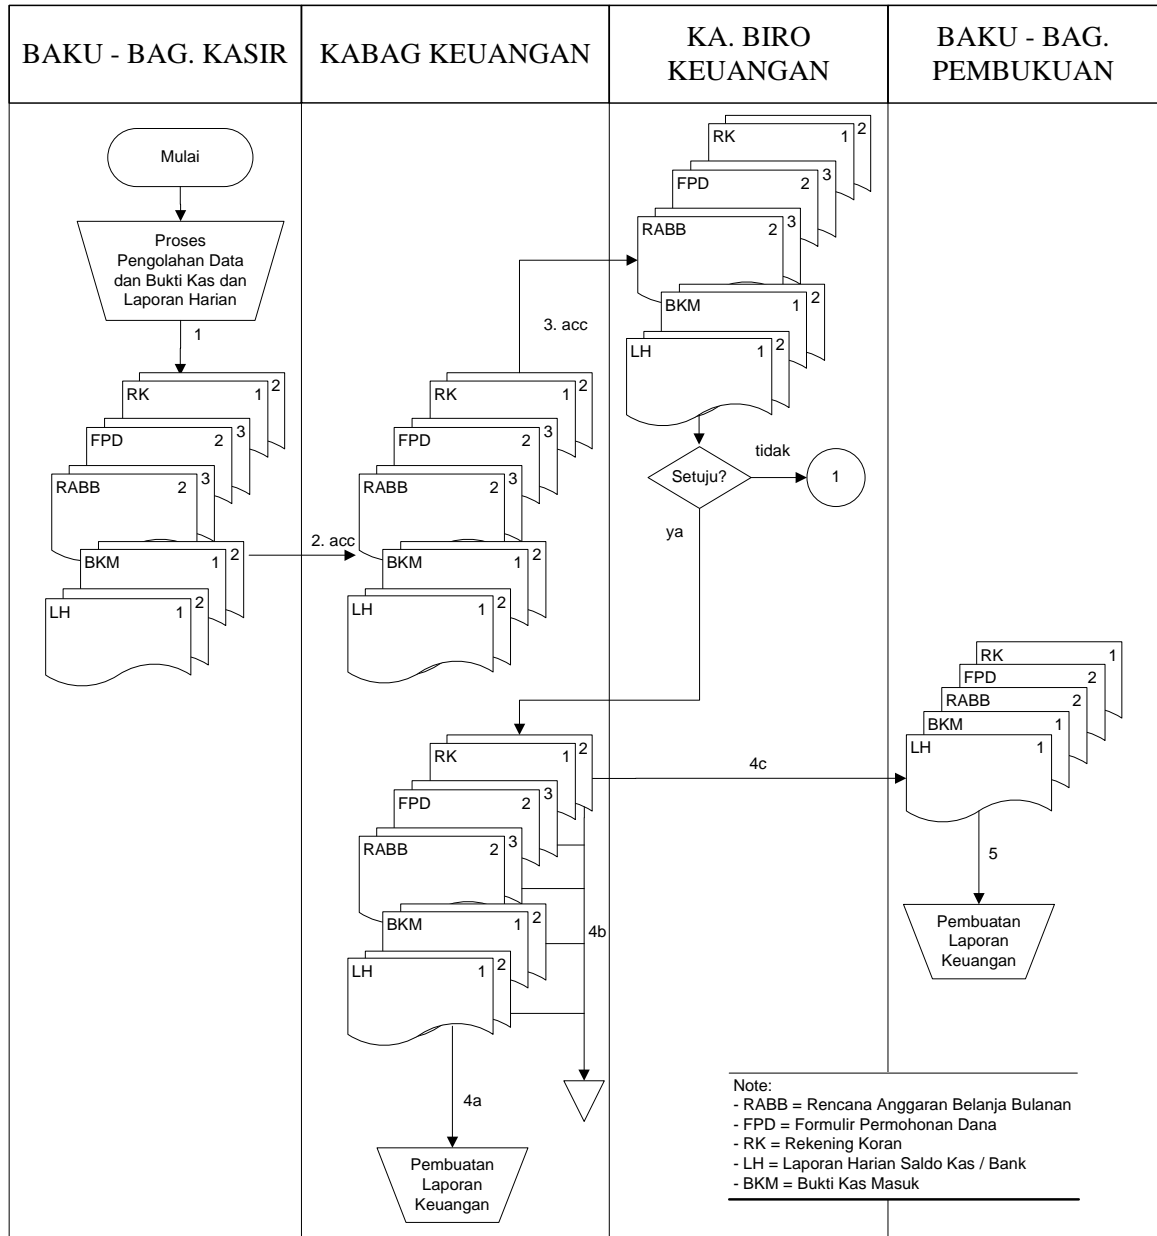 BAKU - BAG. KASIR
KABAG KEUANGAN
KA. BIRO
KEUANGAN
BAKU - BAG.
PEMBUKUAN
Mulai
Proses
Pengolahan Data
dan Bukti Kas dan
Laporan Harian
1
RK 1 2
FPD 2 3
RABB 2 3
BKM 1 2
LH 1 2
2. acc
RK 1 2
FPD 2 3
RABB 2 3
BKM 1 2
LH 1 2
3. acc
RK 1 2
FPD 2 3
RABB 2 3
BKM 1 2
LH 1 2
Setuju?
tidak
1
ya
RK 1 2
FPD 2 3
RABB 2 3
BKM 1 2
LH 1 2
4a
4b
4c
Pembuatan
Laporan
Keuangan
RK 1
FPD 2
RABB 2
BKM 1
LH 1
5
Pembuatan
Laporan
Keuangan
Note:
- RABB = Rencana Anggaran Belanja Bulanan
- FPD = Formulir Permohonan Dana
- RK = Rekening Koran
- LH = Laporan Harian Saldo Kas / Bank
- BKM = Bukti Kas Masuk